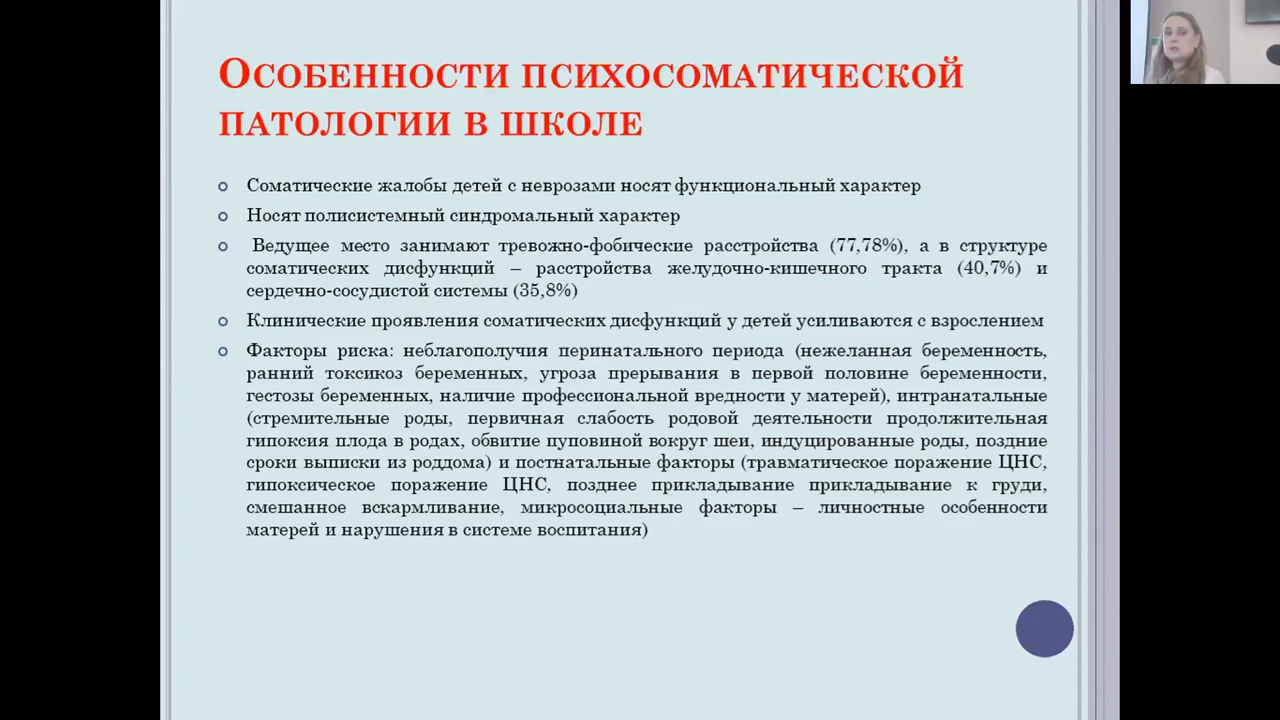 Особенности психосоматической
патологии в школе
Соматические жалобы детей с неврозами носят функциональный характер
Носят полисистемный синдромальный характер
Ведущее место занимают тревожно-фобические расстройства (77,78%), а в структуре
соматических дисфункций – расстройства желудочно-кишечного тракта (40,7%) и
сердечно-сосудистой системы (35,8%)
Клинические проявления соматических дисфункций у детей усиливаются с взрослением
Факторы риска: неблагополучия перинатального периода (нежеланная беременность,
ранний токсикоз беременных, угроза прерывания в первой половине беременности,
гестозы беременных, наличие профессиональной вредности у матерей), интранатальные
(стремительные роды, первичная слабость родовой деятельности продолжительная
гипоксия плода в родах, обвитие пуповиной вокруг шеи, индуцированные роды, поздние
сроки выписки из роддома) и постнатальные факторы (травматическое поражение ЦНС,
гипоксическое поражение ЦНС, позднее прикладывание прикладывание к груди,
смешанное вскармливание, микросоциальные факторы – личностные особенности
матерей и нарушения в системе воспитания)